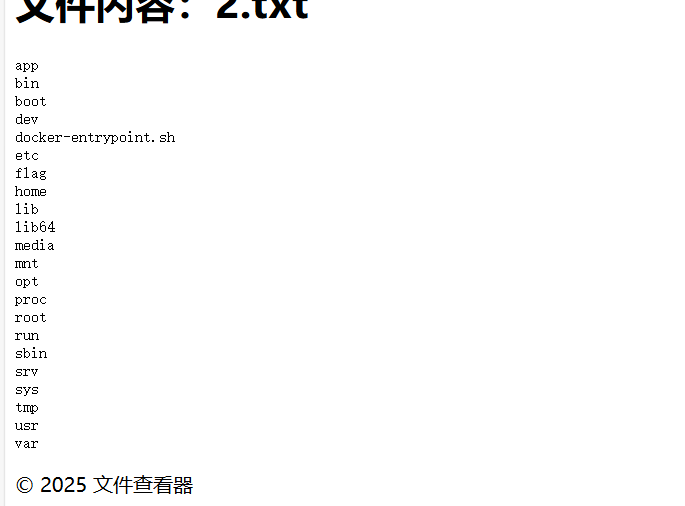 文件内容：2.txt
app
bin
boot
dev
docker-entrypoint.sh
etc
flag
home
lib
lib64
media
mnt
opt
proc
root
run
sbin
srv
sys
tmp
usr
var
© 2025 文件查看器